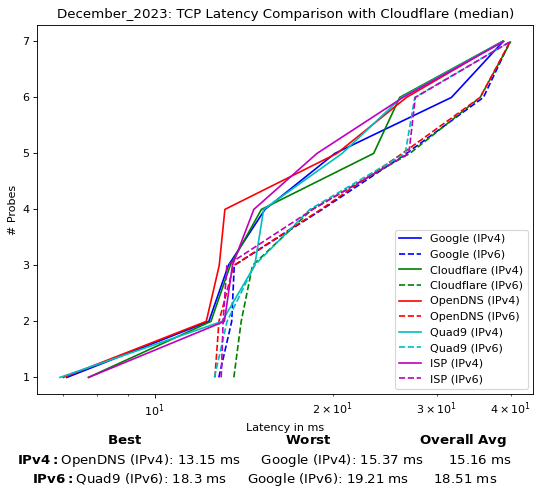 December_2023: TCP Latency Comparison with Cloudflare (median)
7
6
5
4
3
2
1
# Probes
10¹
2 × 10¹
3 × 10¹
4 × 10¹
Latency in ms
Google (IPv4)
Google (IPv6)
Cloudflare (IPv4)
Cloudflare (IPv6)
OpenDNS (IPv4)
OpenDNS (IPv6)
Quad9 (IPv4)
Quad9 (IPv6)
ISP (IPv4)
ISP (IPv6)
Best Worst Overall Avg
IPv4: OpenDNS (IPv4): 13.15 ms Google (IPv4): 15.37 ms 15.16 ms
IPv6: Quad9 (IPv6): 18.3 ms Google (IPv6): 19.21 ms 18.51 ms